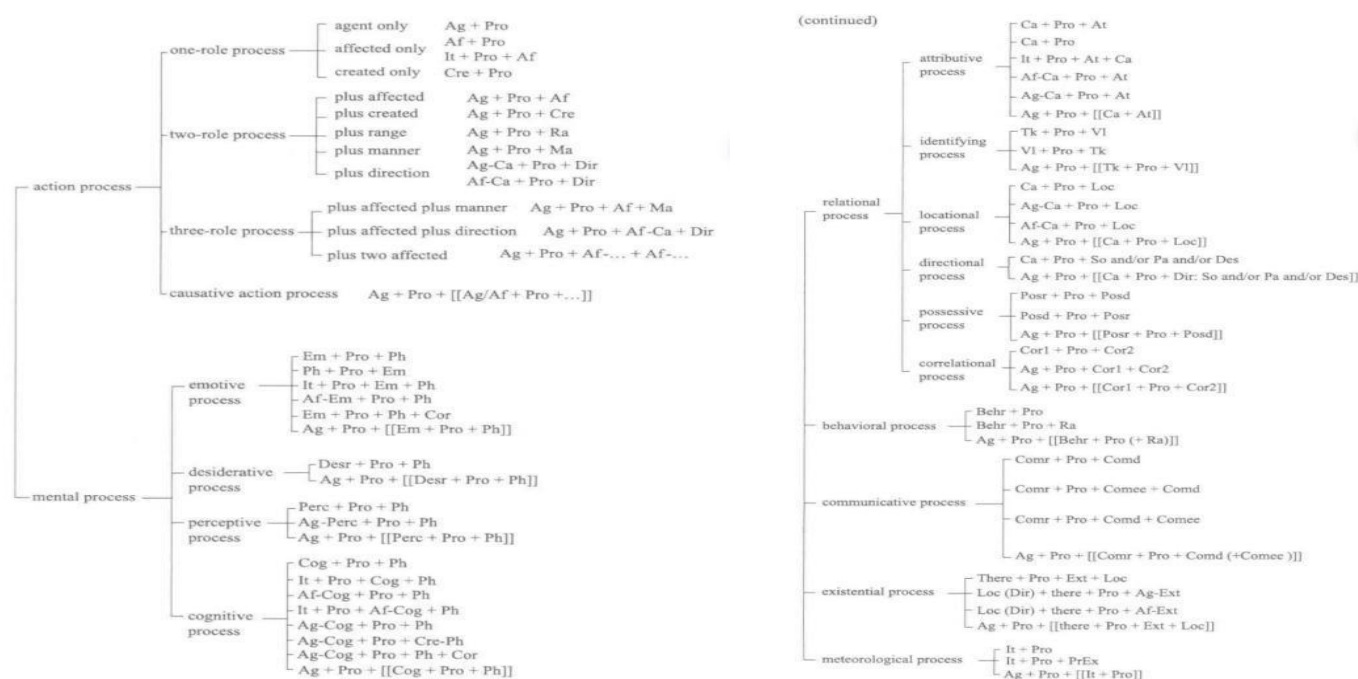 agent only Ag + Pro
one-role process
affected only Af + Pro
It + Pro + Af
created only Cre + Pro
plus affected Ag + Pro + Af
plus created Ag + Pro + Cre
two-role process
plus range Ag + Pro + Ra
plus manner Ag + Pro + Ma
plus direction Ag-Ca + Pro + Dir
Af-Ca + Pro + Dir
action process
plus affected plus manner Ag + Pro + Af + Ma
three-role process
plus affected plus direction Ag + Pro + Af-Ca + Dir
plus two affected Ag + Pro + Af-... + Af-...
causative action process Ag + Pro + [[Ag/Af + Pro +...]]
Em + Pro + Ph
Ph + Pro + Em
emotive
process
It + Pro + Em + Ph
Af-Em + Pro + Ph
Em + Pro + Ph + Cor
Ag + Pro + [[Em + Pro + Ph]]
desiderative
process
Desr + Pro + Ph
Ag + Pro + [[Desr + Pro + Ph]]
mental process
perceptive
process
Perc + Pro + Ph
Ag-Perc + Pro + Ph
Ag + Pro + [[Perc + Pro + Ph]]
cognitive
process
Cog + Pro + Ph
It + Pro + Cog + Ph
Af-Cog + Pro + Ph
It + Pro + Af-Cog + Ph
Ag-Cog + Pro + Ph
Ag-Cog + Pro + Cre-Ph
Ag-Cog + Pro + Ph + Cor
Ag + Pro + [[Cog + Pro + Ph]]
(continued)
attributive
process
Ca + Pro + At
Ca + Pro
It + Pro + At + Ca
Af-Ca + Pro + At
Ag-Ca + Pro + At
Ag + Pro + [[Ca + At]]
identifying
process
Tk + Pro + Vl
Vl + Pro + Tk
Ag + Pro + [[Tk + Pro + Vl]]
relational
process
locational
process
Ca + Pro + Loc
Ag-Ca + Pro + Loc
Af-Ca + Pro + Loc
Ag + Pro + [[Ca + Pro + Loc]]
directional
process
Ca + Pro + So and/or Pa and/or Des
Ag + Pro + [[Ca + Pro + Dir: So and/or Pa and/or Des]]
possessive
process
Posr + Pro + Posd
Posd + Pro + Posr
Ag + Pro + [[Posr + Pro + Posd]]
correlational
process
Cor1 + Pro + Cor2
Ag + Pro + Cor1 + Cor2
Ag + Pro + [[Cor1 + Pro + Cor2]]
behavioral process
Behr + Pro
Behr + Pro + Ra
Ag + Pro + [[Behr + Pro (+ Ra)]]
communicative process
Comr + Pro + Comd
Comr + Pro + Comee + Comd
Comr + Pro + Comd + Comee
Ag + Pro + [[Comr + Pro + Comd (+Comee )]]
existential process
There + Pro + Ext + Loc
Loc (Dir) + there + Pro + Ag-Ext
Loc (Dir) + there + Pro + Af-Ext
Ag + Pro + [[there + Pro + Ext + Loc]]
meteorological process
It + Pro
It + Pro + PrEx
Ag + Pro + [[It + Pro]]